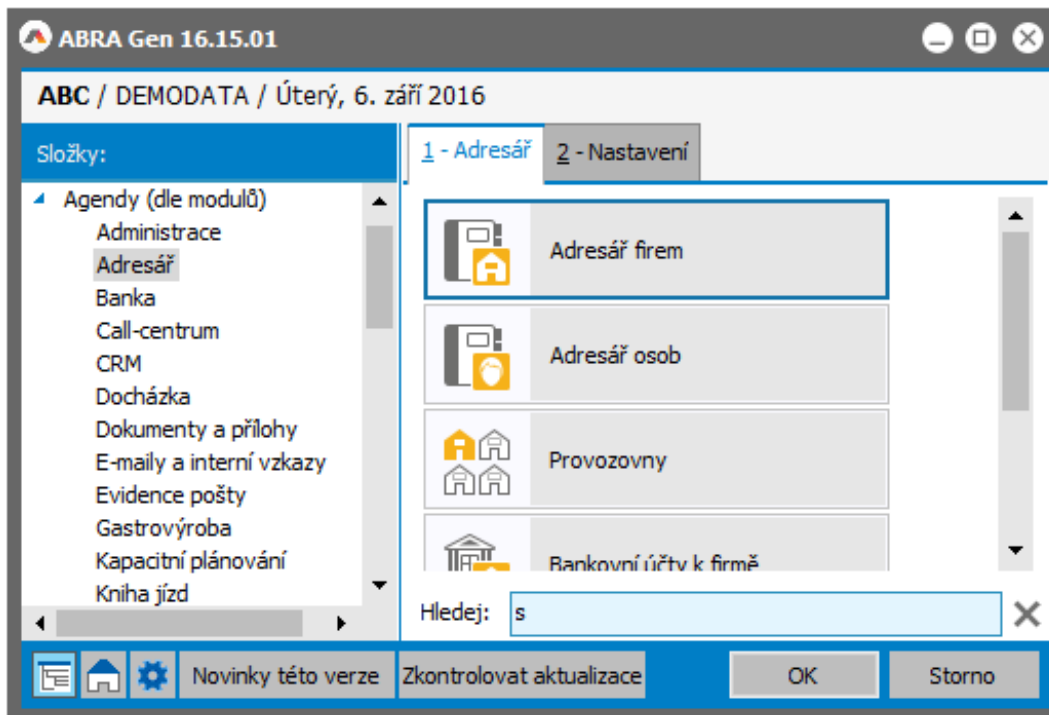 ABRA Gen 16.15.01
ABC / DEMODATA / Úterý, 6. září 2016
Složky:
Agendy (dle modulů)
Administrace
Adresář
Banka
Call-centrum
CRM
Docházka
Dokumenty a přílohy
E-maily a interní vzkazy
Evidence pošty
Gastrovýroba
Kapacitní plánování
Kniha jízd
1 - Adresář
2 - Nastavení
Adresář firem
Adresář osob
Provozovny
Bankovní účty k firmě
Hledej: s
Novinky této verze
Zkontrolovat aktualizace
OK
Storno